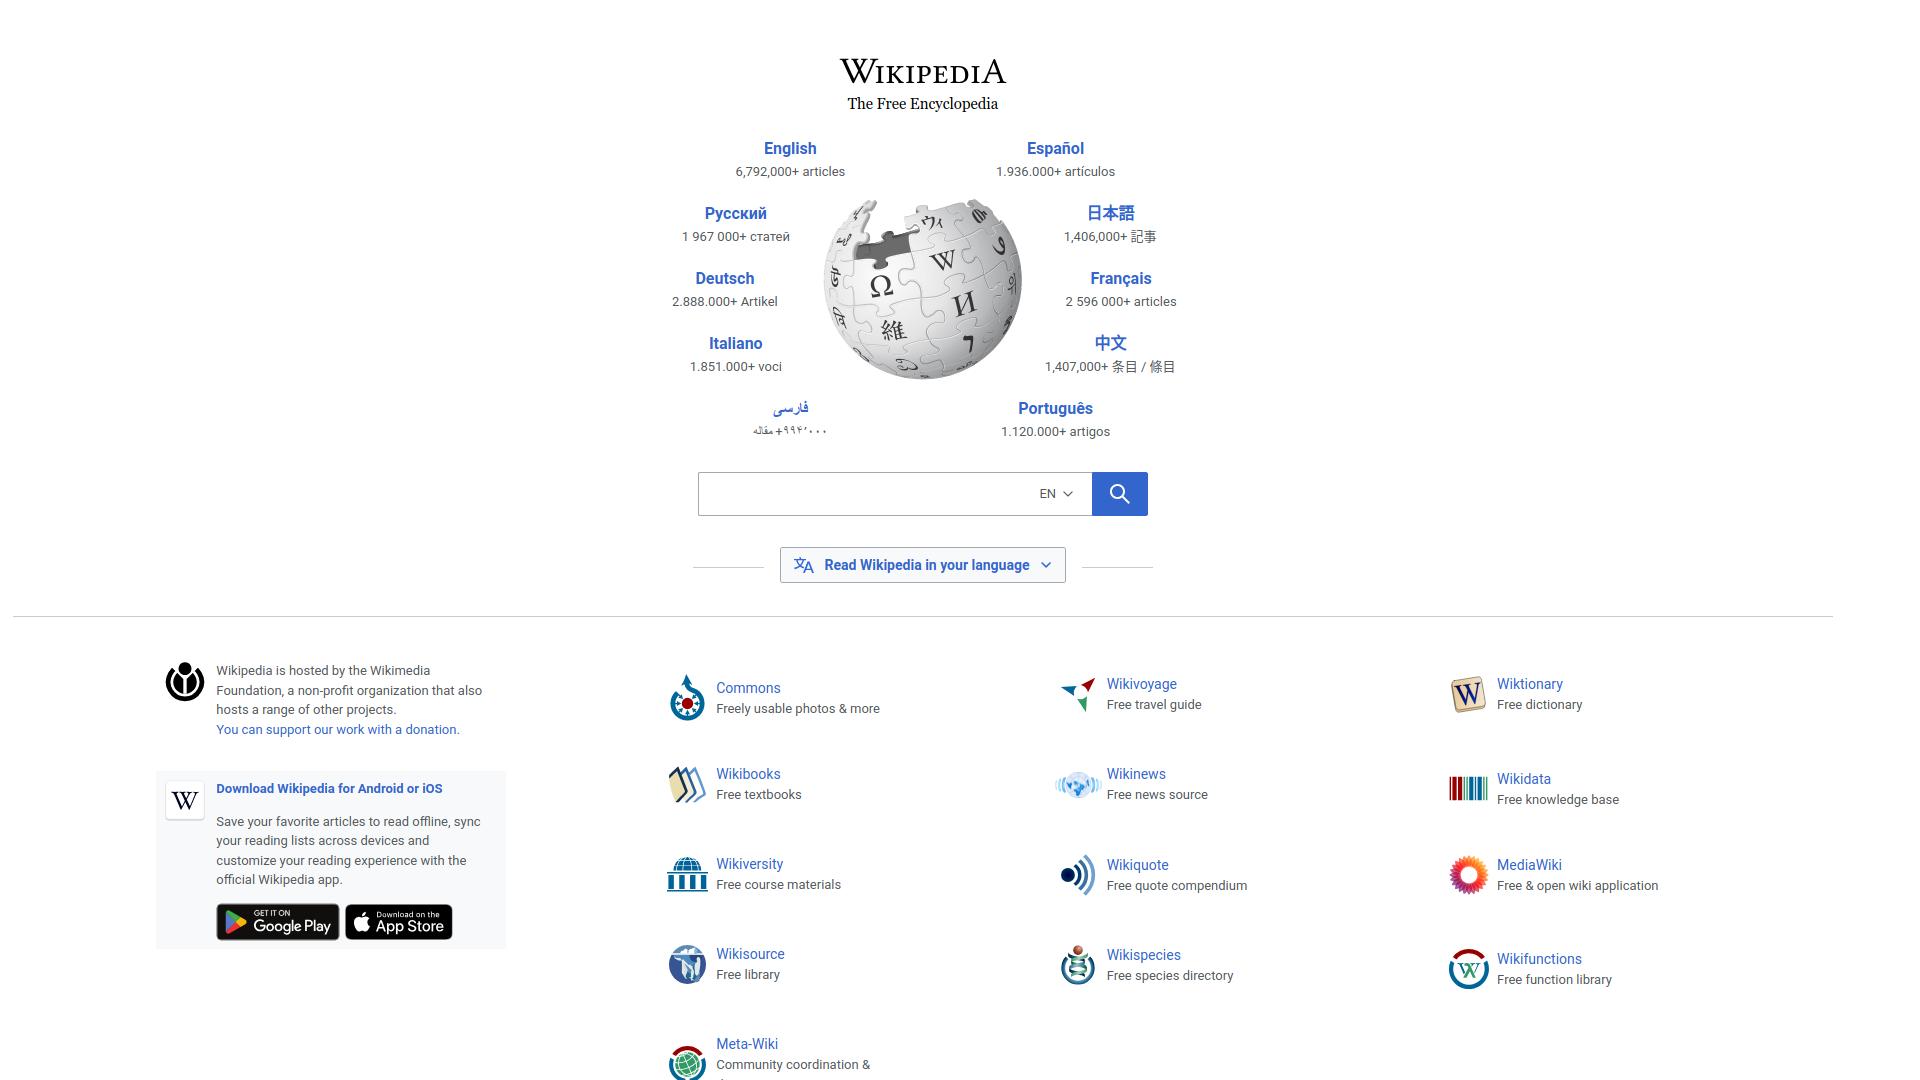 WIKIPEDIA
The Free Encyclopedia
English
6,792,000+ articles
Español
1.936.000+ artículos
Русский
1 967 000+ статей
日本語
1,406,000+ 記事
Deutsch
2.888.000+ Artikel
Français
2 596 000+ articles
Italiano
1.851.000+ voci
中文
1,407,000+ 条目 / 條目
فارسی
۹۹۴٬۰۰۰+ مقاله
Português
1.120.000+ artigos
Ω
W
И
維
ウィ
EN
Read Wikipedia in your language
Wikipedia is hosted by the Wikimedia
Foundation, a non-profit organization that also
hosts a range of other projects.
You can support our work with a donation.
W
Download Wikipedia for Android or iOS
Save your favorite articles to read offline, sync
your reading lists across devices and
customize your reading experience with the
official Wikipedia app.
GET IT ON
Google Play
Download on the
App Store
Commons
Freely usable photos & more
Wikivoyage
Free travel guide
W
Wiktionary
Free dictionary
Wikibooks
Free textbooks
Wikinews
Free news source
Wikidata
Free knowledge base
Wikiversity
Free course materials
Wikiquote
Free quote compendium
MediaWiki
Free & open wiki application
Wikisource
Free library
Wikispecies
Free species directory
Wikifunctions
Free function library
Meta-Wiki
Community coordination &